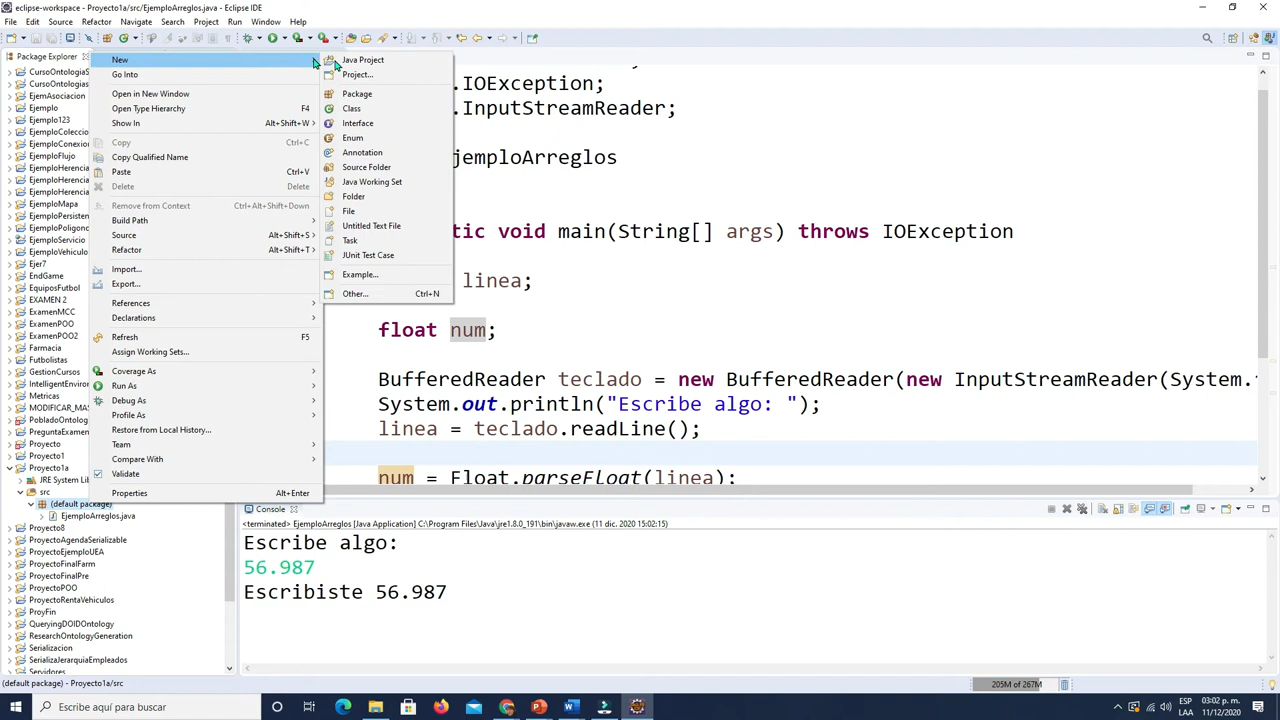 eclipse-workspace - Proyecto1a/src/EjemploArreglos.java - Eclipse IDE
File Edit Source Refactor Navigate Search Project Run Window Help
Package Explorer
CursoOntologiaS
CursoOntologias
EjemAsociacion
Ejemplo
Ejemplo123
EjemploColeccio
EjemploConexion
EjemploFlujo
EjemploHerencia
EjemploHerencia
EjemploMapa
EjemploPersisten
EjemploPoligono
EjemploServicio
EjemploVehiculo
Ejer7
EndGame
EquiposFutbol
EXAMEN 2
ExamenMCC
ExamenPOO
ExamenPOO2
Farmacia
Futbolistas
GestionCursos
IntelligentEnviron
Metricas
MODIFICAR_MAS
PobladoOntolog
PreguntaExamen
Proyecto
Proyecto1
Proyecto1a
JRE System Lib
src
(default package)
EjemploArreglos.java
Proyecto8
ProyectoAgendaSerializable
ProyectoEjemploUEA
ProyectoFinalFarm
ProyectoFinalPre
ProyectoPOO
ProyectoRentaVehiculos
ProyFin
QueryingDOIDOntology
ResearchOntologyGeneration
Serializacion
SerializaJerarquiaEmpleados
Servidores
New
Go Into
Open in New Window
Open Type Hierarchy F4
Show In Alt+Shift+W
Copy Ctrl+C
Copy Qualified Name
Paste Ctrl+V
Delete Delete
Remove from Context Ctrl+Alt+Shift+Down
Build Path
Source Alt+Shift+S
Refactor Alt+Shift+T
Import...
Export...
References
Declarations
Refresh F5
Assign Working Sets...
Coverage As
Run As
Debug As
Profile As
Restore from Local History...
Team
Compare With
Validate
Properties Alt+Enter
Java Project
Project...
Package
Class
Interface
Enum
Annotation
Source Folder
Java Working Set
Folder
File
Untitled Text File
Task
JUnit Test Case
Example...
Other... Ctrl+N
.IOException;
.InputStreamReader;
jemploArreglos
tic void main(String[] args) throws IOException
linea;
float num;
BufferedReader teclado = new BufferedReader(new InputStreamReader(System.
System.out.println("Escribe algo: ");
linea = teclado.readLine();
num = Float.parseFloat(linea);
Console
<terminated> EjemploArreglos [Java Application] C:\Program Files\Java\jre1.8.0_191\bin\javaw.exe (11 dic. 2020 15:02:15)
Escribe algo:
56.987
Escribiste 56.987
(default package) - Proyecto1a/src
205M of 267M
Escribe aquí para buscar
ESP
LAA
03:02 p. m.
11/12/2020